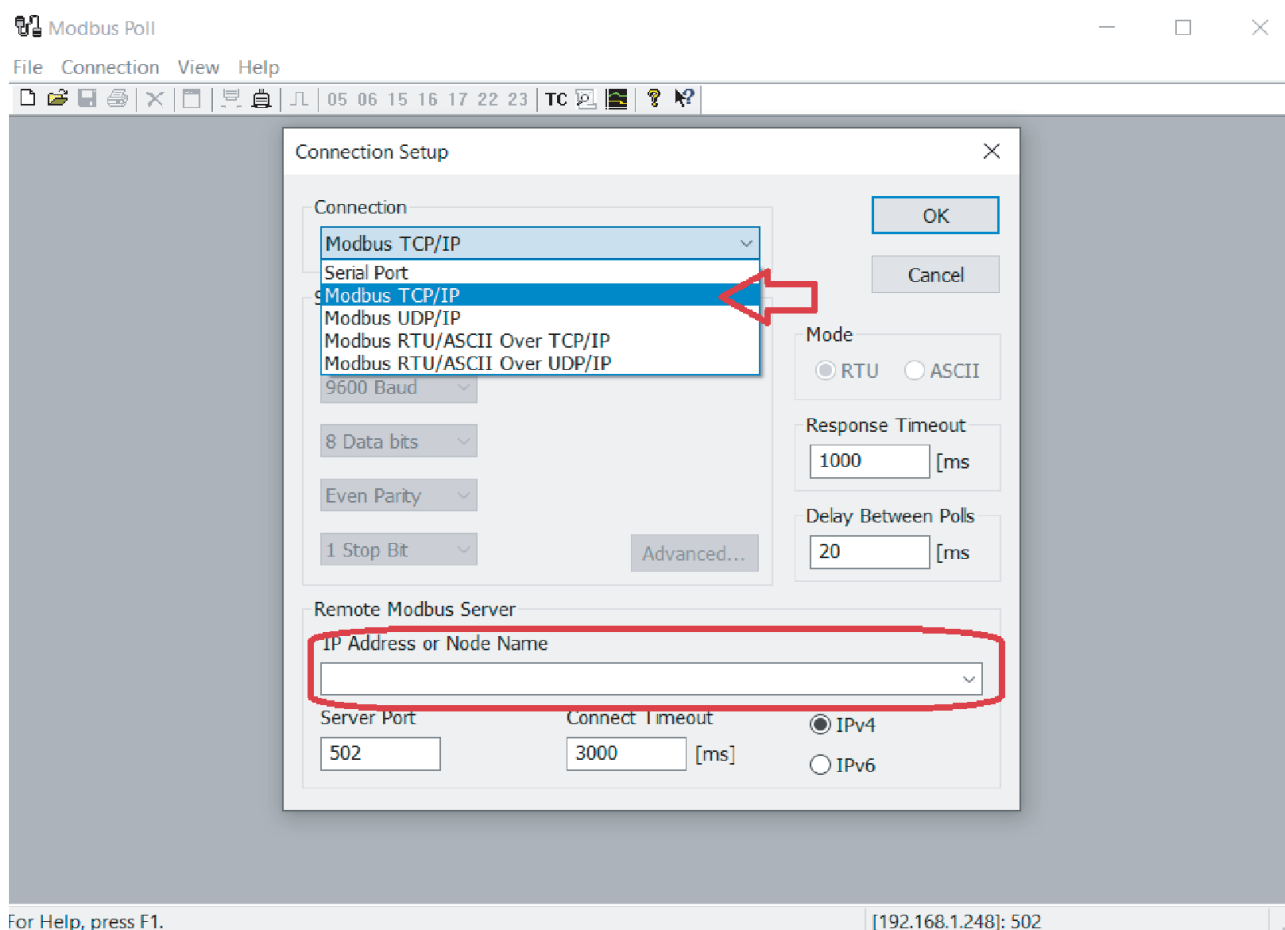 Modbus Poll
File Connection View Help
05 06 15 16 17 22 23 TC
Connection Setup
Connection
OK
Modbus TCP/IP
Serial Port
Cancel
Modbus TCP/IP
Modbus UDP/IP
Modbus RTU/ASCII Over TCP/IP
Modbus RTU/ASCII Over UDP/IP
Mode
RTU ASCII
9600 Baud
Response Timeout
8 Data bits
1000 [ms
Even Parity
Delay Between Polls
1 Stop Bit
Advanced...
20 [ms
Remote Modbus Server
IP Address or Node Name
Server Port Connect Timeout
IPv4
502 3000 [ms]
IPv6
For Help, press F1. [192.168.1.248]: 502